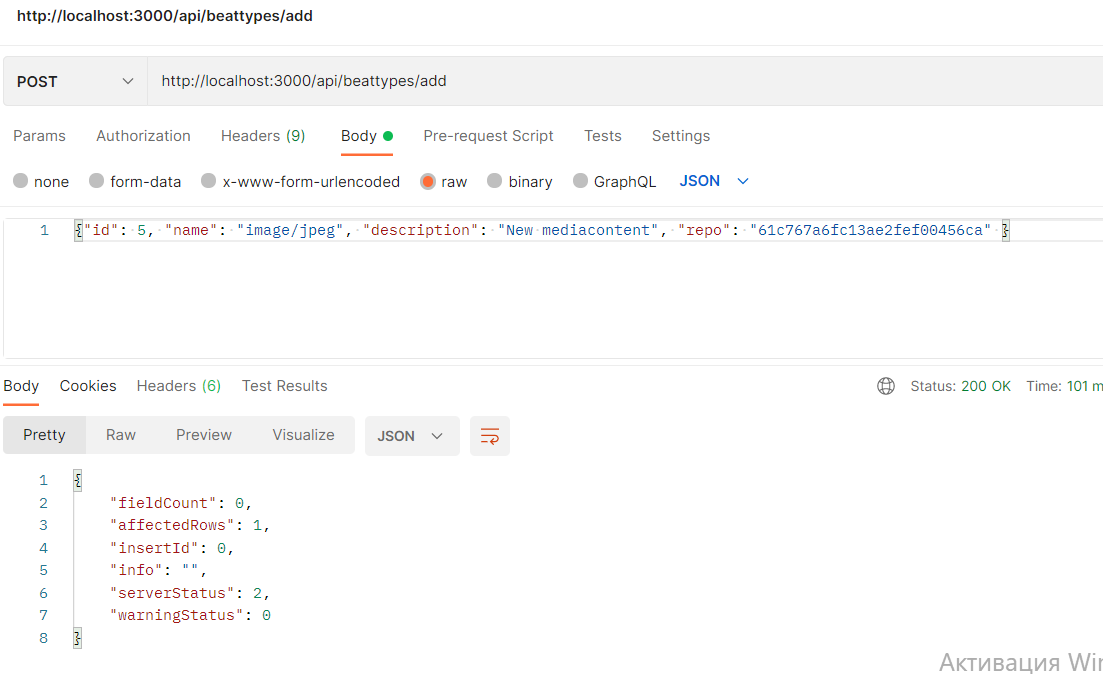 http://localhost:3000/api/beattypes/add
POST http://localhost:3000/api/beattypes/add
Params Authorization Headers (9) Body Pre-request Script Tests Settings
none form-data x-www-form-urlencoded raw binary GraphQL JSON
1 {"id": 5, "name": "image/jpeg", "description": "New mediacontent", "repo": "61c767a6fc13ae2fef00456ca" }
Body Cookies Headers (6) Test Results Status: 200 OK Time: 101 m
Pretty Raw Preview Visualize JSON
1 {
2 "fieldCount": 0,
3 "affectedRows": 1,
4 "insertId": 0,
5 "info": "",
6 "serverStatus": 2,
7 "warningStatus": 0
8 }
Активация Win